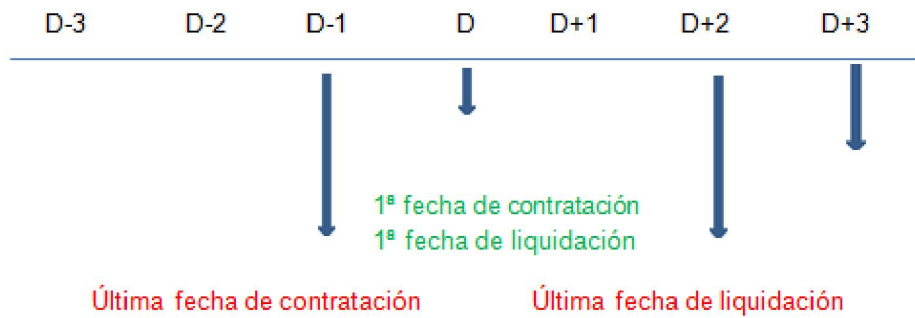 D-3 D-2 D-1 D D+1 D+2 D+3
1ª fecha de contratación
1ª fecha de liquidación
Última fecha de contratación Última fecha de liquidación